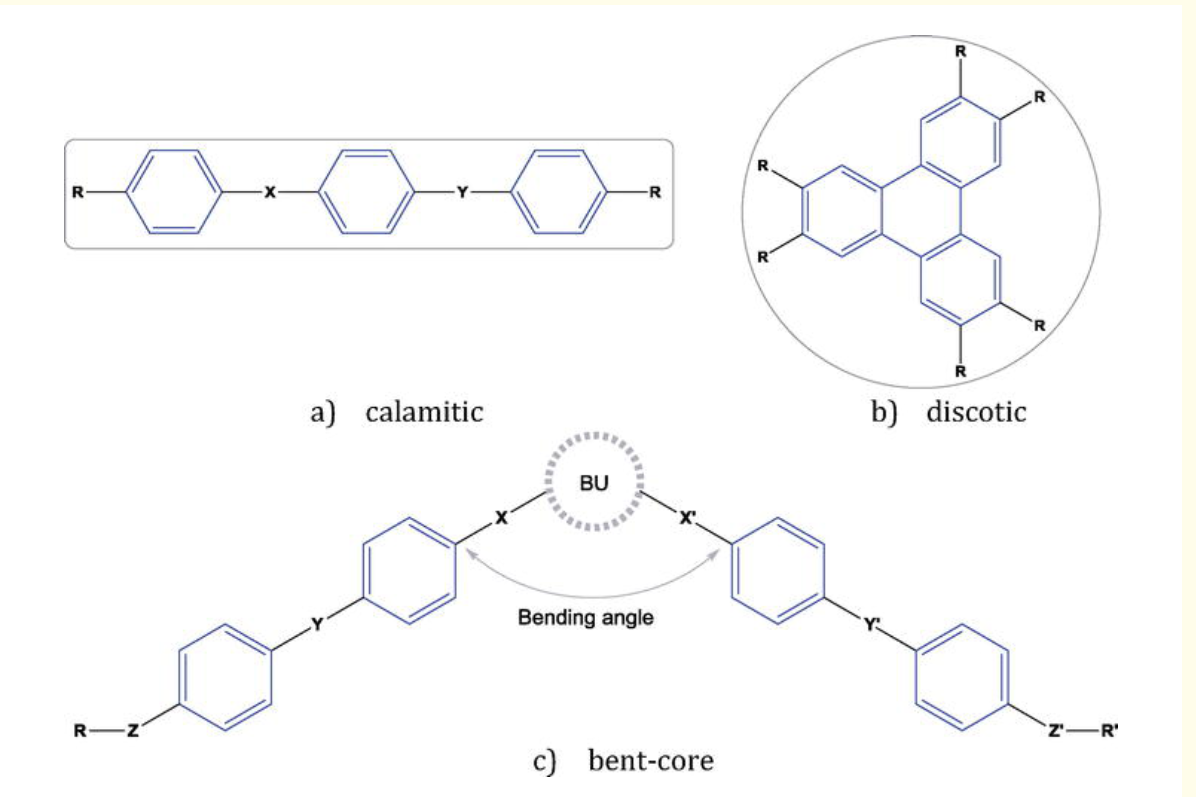 R X Y R
R
R
R
R
R
R
a) calamitic
b) discotic
BU
X X'
Bending angle
Y Y'
R Z Z' R'
c) bent-core